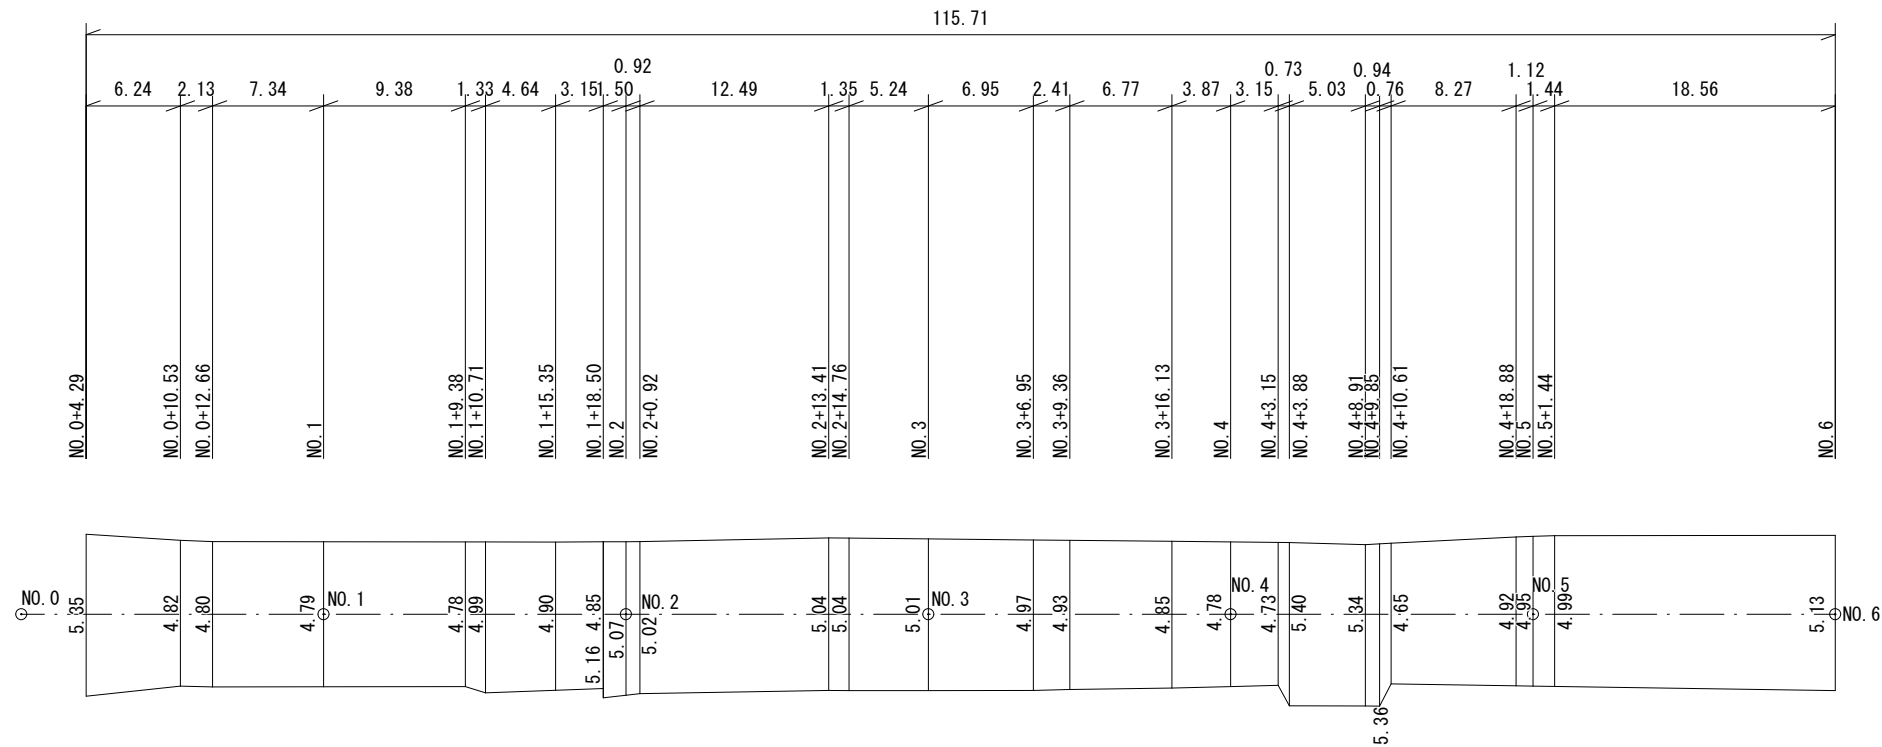 115.71
0.92
0.73
0.94
1.12
6.24 2.13 7.34 9.38 1.33 4.64 3.15 1.50 12.49 1.35 5.24 6.95 2.41 6.77 3.87 3.15 5.03 0.76 8.27 1.44 18.56
NO.0+4.29
NO.0+10.53
NO.0+12.66
NO.1
NO.1+9.38
NO.1+10.71
NO.1+15.35
NO.1+18.50
NO.2
NO.2+0.92
NO.2+13.41
NO.2+14.76
NO.3
NO.3+6.95
NO.3+9.36
NO.3+16.13
NO.4
NO.4+3.15
NO.4+3.88
NO.4+8.91
NO.4+9.85
NO.4+10.61
NO.4+18.88
NO.5
NO.5+1.44
NO.6
NO.0
5.35
4.82
4.80
4.79
NO.1
4.78
4.99
4.90
4.85
5.16
5.07
NO.2
5.02
5.04
5.04
5.01
NO.3
4.97
4.93
4.85
4.78
NO.4
4.73
5.40
5.34
5.36
4.65
4.92
4.95
NO.5
4.99
5.13
NO.6